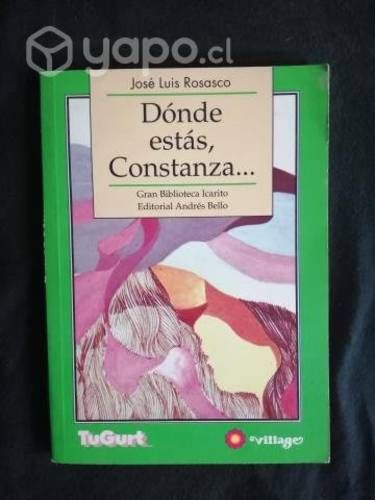 yapo.cl
José Luis Rosasco
Dónde
estás,
Constanza...
Gran Biblioteca Icarito
Editorial Andrés Bello
TuGurt
village